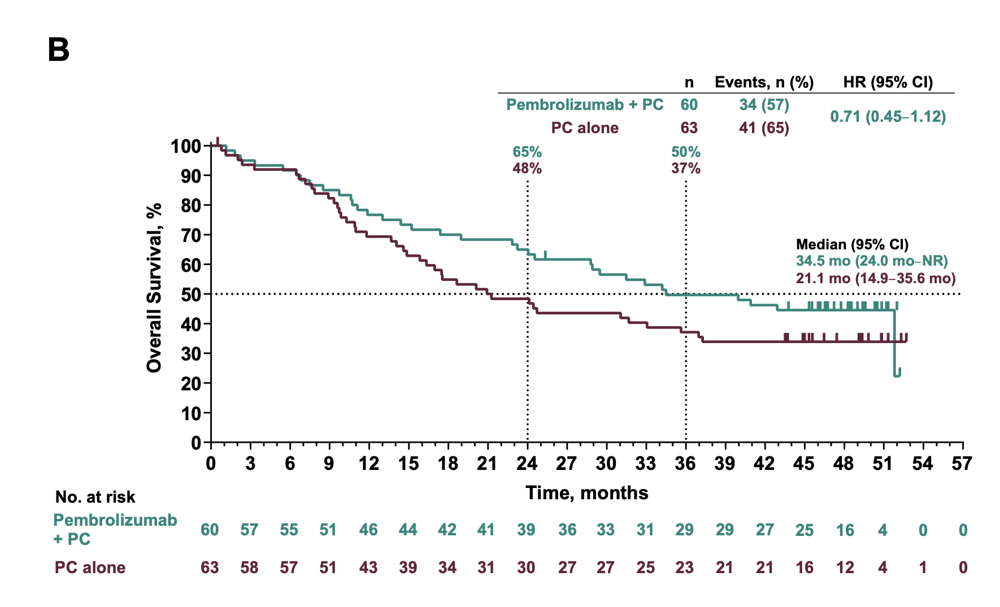 B
n Events, n (%) HR (95% CI)
Pembrolizumab + PC 60 34 (57)
0.71 (0.45–1.12)
PC alone 63 41 (65)
65% 50%
48% 37%
100
90
80
70
60
50
40
30
20
10
0
Overall Survival, %
Median (95% CI)
34.5 mo (24.0 mo–NR)
21.1 mo (14.9–35.6 mo)
0 3 6 9 12 15 18 21 24 27 30 33 36 39 42 45 48 51 54 57
Time, months
No. at risk
Pembrolizumab
+ PC
60 57 55 51 46 44 42 41 39 36 33 31 29 29 27 25 16 4 0 0
PC alone 63 58 57 51 43 39 34 31 30 27 27 25 23 21 21 16 12 4 1 0